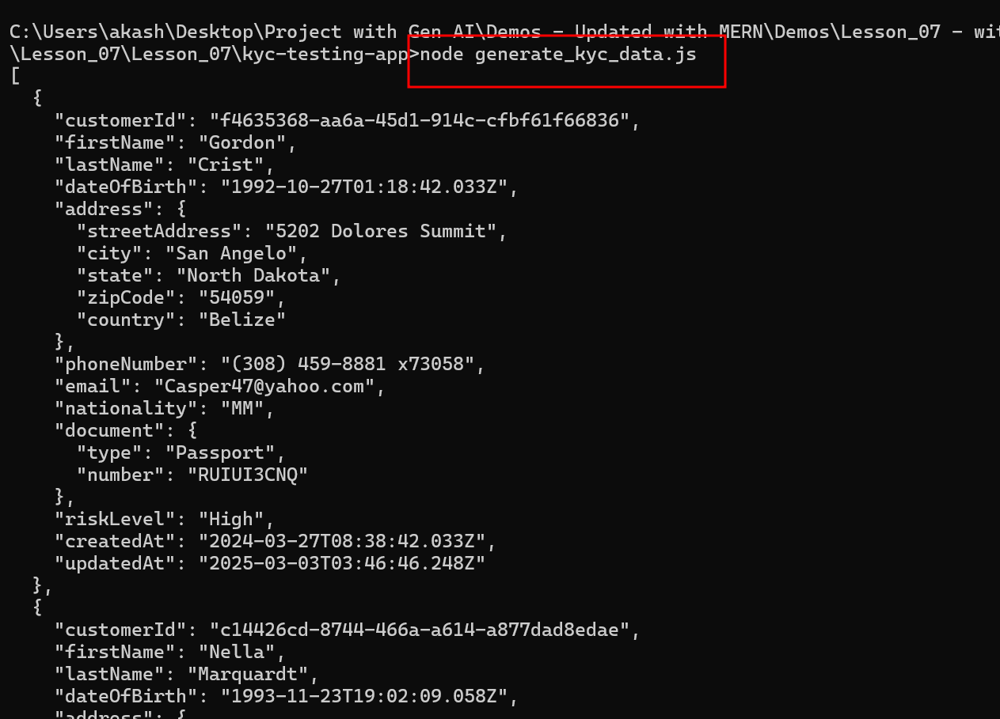 C:\Users\akash\Desktop\Project with Gen AI\Demos - Updated with MERN\Demos\Lesson_07 - wit
\Lesson_07\Lesson_07\kyc-testing-app>node generate_kyc_data.js
[
  {
    "customerId": "f4635368-aa6a-45d1-914c-cfbf61f66836",
    "firstName": "Gordon",
    "lastName": "Crist",
    "dateOfBirth": "1992-10-27T01:18:42.033Z",
    "address": {
      "streetAddress": "5202 Dolores Summit",
      "city": "San Angelo",
      "state": "North Dakota",
      "zipCode": "54059",
      "country": "Belize"
    },
    "phoneNumber": "(308) 459-8881 x73058",
    "email": "Casper47@yahoo.com",
    "nationality": "MM",
    "document": {
      "type": "Passport",
      "number": "RUIUI3CNQ"
    },
    "riskLevel": "High",
    "createdAt": "2024-03-27T08:38:42.033Z",
    "updatedAt": "2025-03-03T03:46:46.248Z"
  },
  {
    "customerId": "c14426cd-8744-466a-a614-a877dad8edae",
    "firstName": "Nella",
    "lastName": "Marquardt",
    "dateOfBirth": "1993-11-23T19:02:09.058Z",
    "address": {